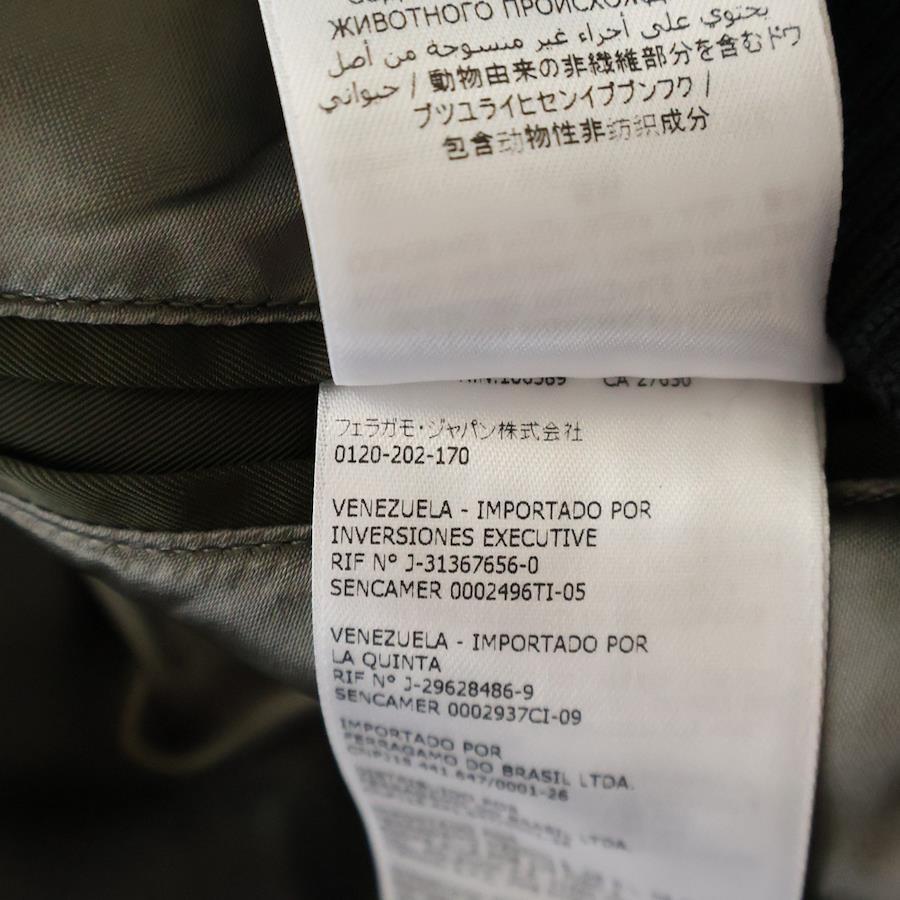 ЖИВОТНОГО
يحتوي على أجزاء غير منسوجة من أصل
حيواني / 動物由来の非繊維部分を含むドウ
ブツユライヒセンイブブンフク /
包含动物性非纺织成分
CA 27630
フェラガモ・ジャパン株式会社
0120-202-170
VENEZUELA - IMPORTADO POR
INVERSIONES EXECUTIVE
RIF N° J-31367656-0
SENCAMER 0002496TI-05
VENEZUELA - IMPORTADO POR
LA QUINTA
RIF N° J-29628486-9
SENCAMER 0002937CI-09
IMPORTADO POR
FERRAGAMO DO BRASIL LTDA.